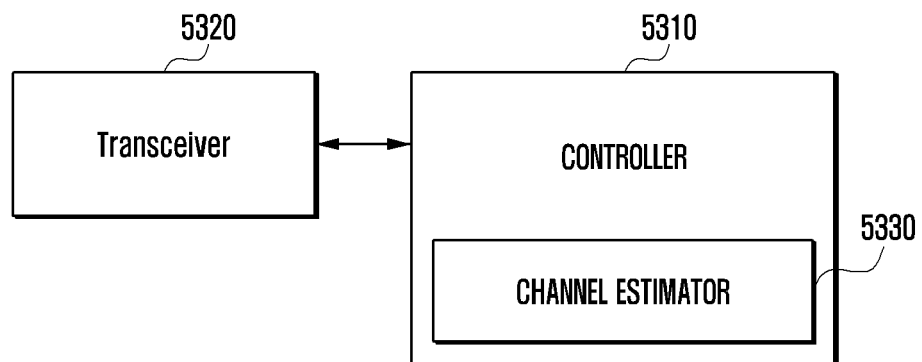 5320
5310
Transceiver
CONTROLLER
5330
CHANNEL ESTIMATOR